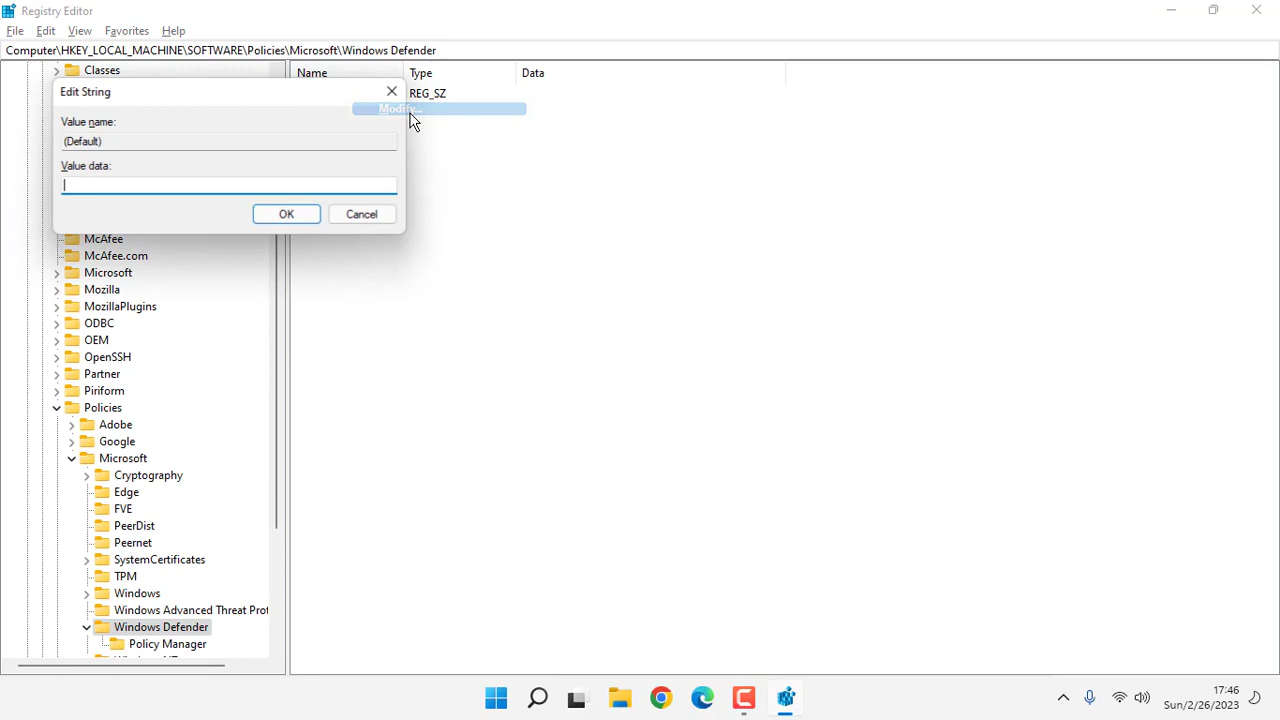 Registry Editor
File Edit View Favorites Help
Computer\HKEY_LOCAL_MACHINE\SOFTWARE\Policies\Microsoft\Windows Defender
Classes
Name Type Data
Edit String
REG_SZ
Modify...
Value name:
(Default)
Value data:
OK Cancel
McAfee
McAfee.com
Microsoft
Mozilla
MozillaPlugins
ODBC
OEM
OpenSSH
Partner
Piriform
Policies
Adobe
Google
Microsoft
Cryptography
Edge
FVE
PeerDist
Peernet
SystemCertificates
TPM
Windows
Windows Advanced Threat Prot
Windows Defender
Policy Manager
17:46
Sun/2/26/2023